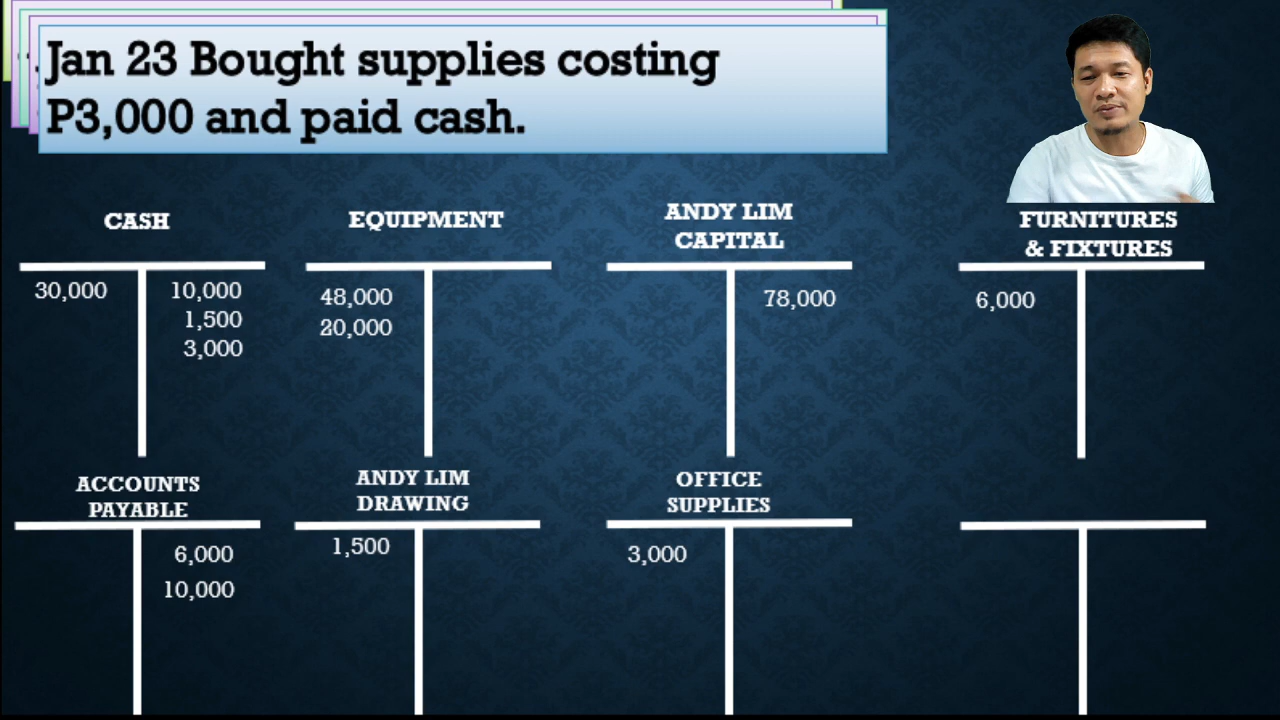 Jan 23 Bought supplies costing
P3,000 and paid cash.
CASH
30,000 10,000
1,500
3,000
EQUIPMENT
48,000
20,000
ANDY LIM
CAPITAL
78,000
FURNITURES
& FIXTURES
6,000
ACCOUNTS
PAYABLE
6,000
10,000
ANDY LIM
DRAWING
1,500
OFFICE
SUPPLIES
3,000